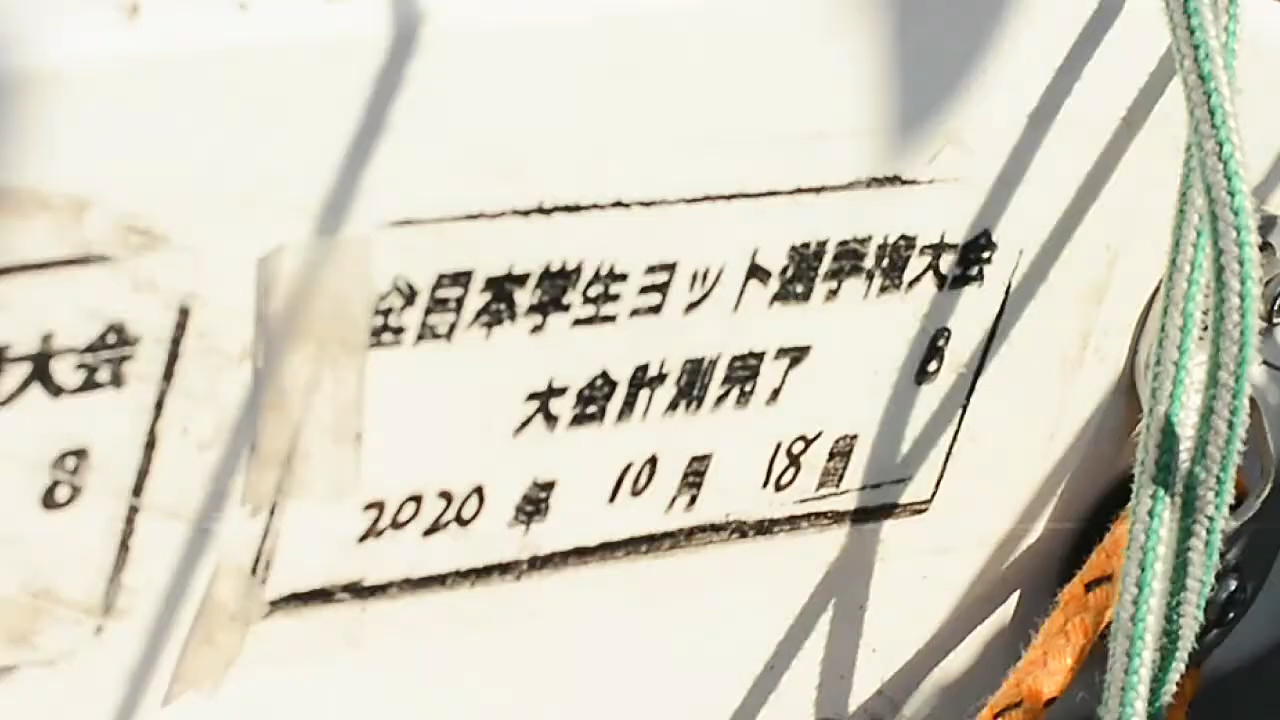 大会
8
全日本学生ヨット選手権大会
大会計測完了 8
2020 年 10 月 18 日